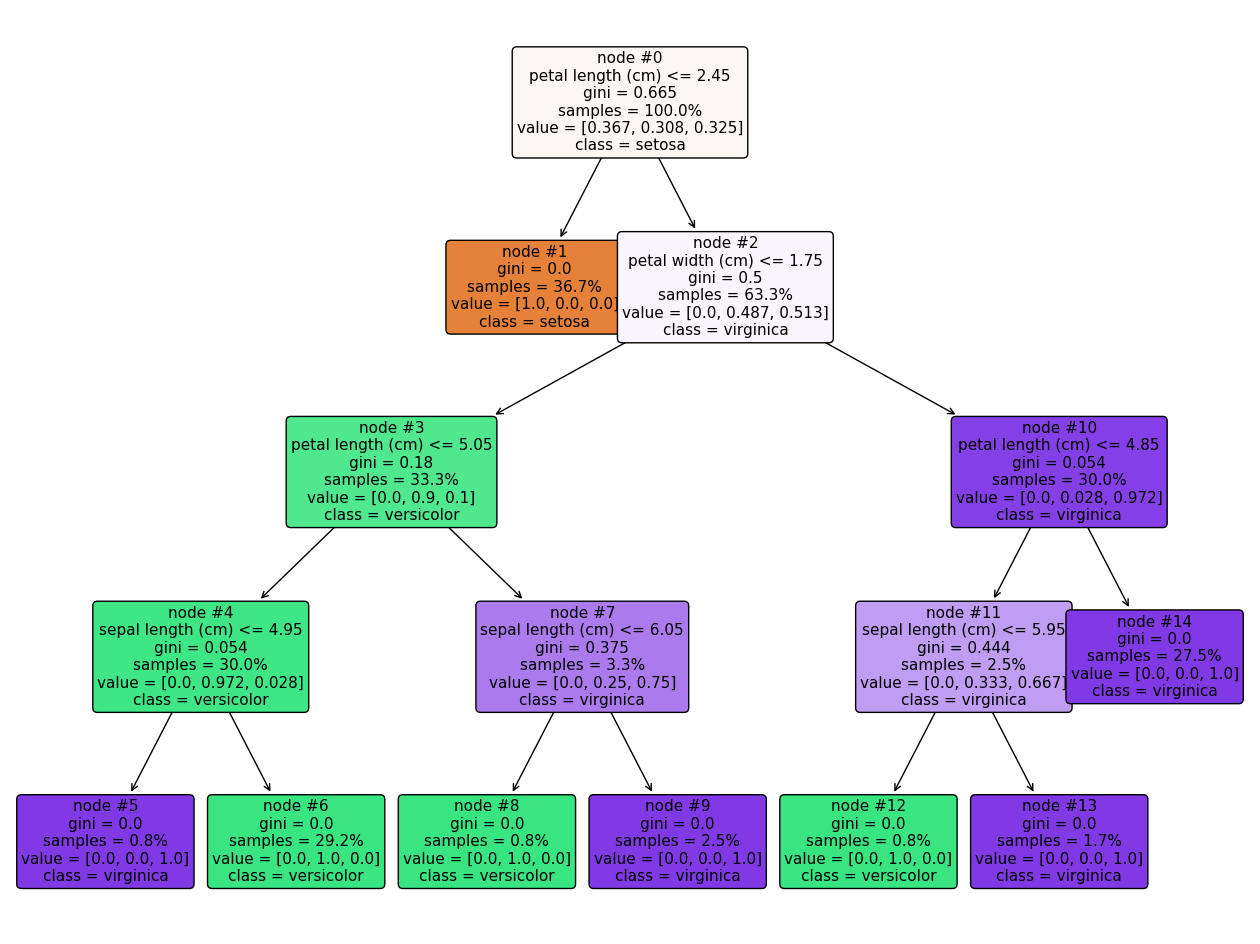 node #0
petal length (cm) <= 2.45
gini = 0.665
samples = 100.0%
value = [0.367, 0.308, 0.325]
class = setosa
node #1
gini = 0.0
samples = 36.7%
value = [1.0, 0.0, 0.0]
class = setosa
node #2
petal width (cm) <= 1.75
gini = 0.5
samples = 63.3%
value = [0.0, 0.487, 0.513]
class = virginica
node #3
petal length (cm) <= 5.05
gini = 0.18
samples = 33.3%
value = [0.0, 0.9, 0.1]
class = versicolor
node #10
petal length (cm) <= 4.85
gini = 0.054
samples = 30.0%
value = [0.0, 0.028, 0.972]
class = virginica
node #4
sepal length (cm) <= 4.95
gini = 0.054
samples = 30.0%
value = [0.0, 0.972, 0.028]
class = versicolor
node #7
sepal length (cm) <= 6.05
gini = 0.375
samples = 3.3%
value = [0.0, 0.25, 0.75]
class = virginica
node #11
sepal length (cm) <= 5.95
gini = 0.444
samples = 2.5%
value = [0.0, 0.333, 0.667]
class = virginica
node #14
gini = 0.0
samples = 27.5%
value = [0.0, 0.0, 1.0]
class = virginica
node #5
gini = 0.0
samples = 0.8%
value = [0.0, 0.0, 1.0]
class = virginica
node #6
gini = 0.0
samples = 29.2%
value = [0.0, 1.0, 0.0]
class = versicolor
node #8
gini = 0.0
samples = 0.8%
value = [0.0, 1.0, 0.0]
class = versicolor
node #9
gini = 0.0
samples = 2.5%
value = [0.0, 0.0, 1.0]
class = virginica
node #12
gini = 0.0
samples = 0.8%
value = [0.0, 1.0, 0.0]
class = versicolor
node #13
gini = 0.0
samples = 1.7%
value = [0.0, 0.0, 1.0]
class = virginica